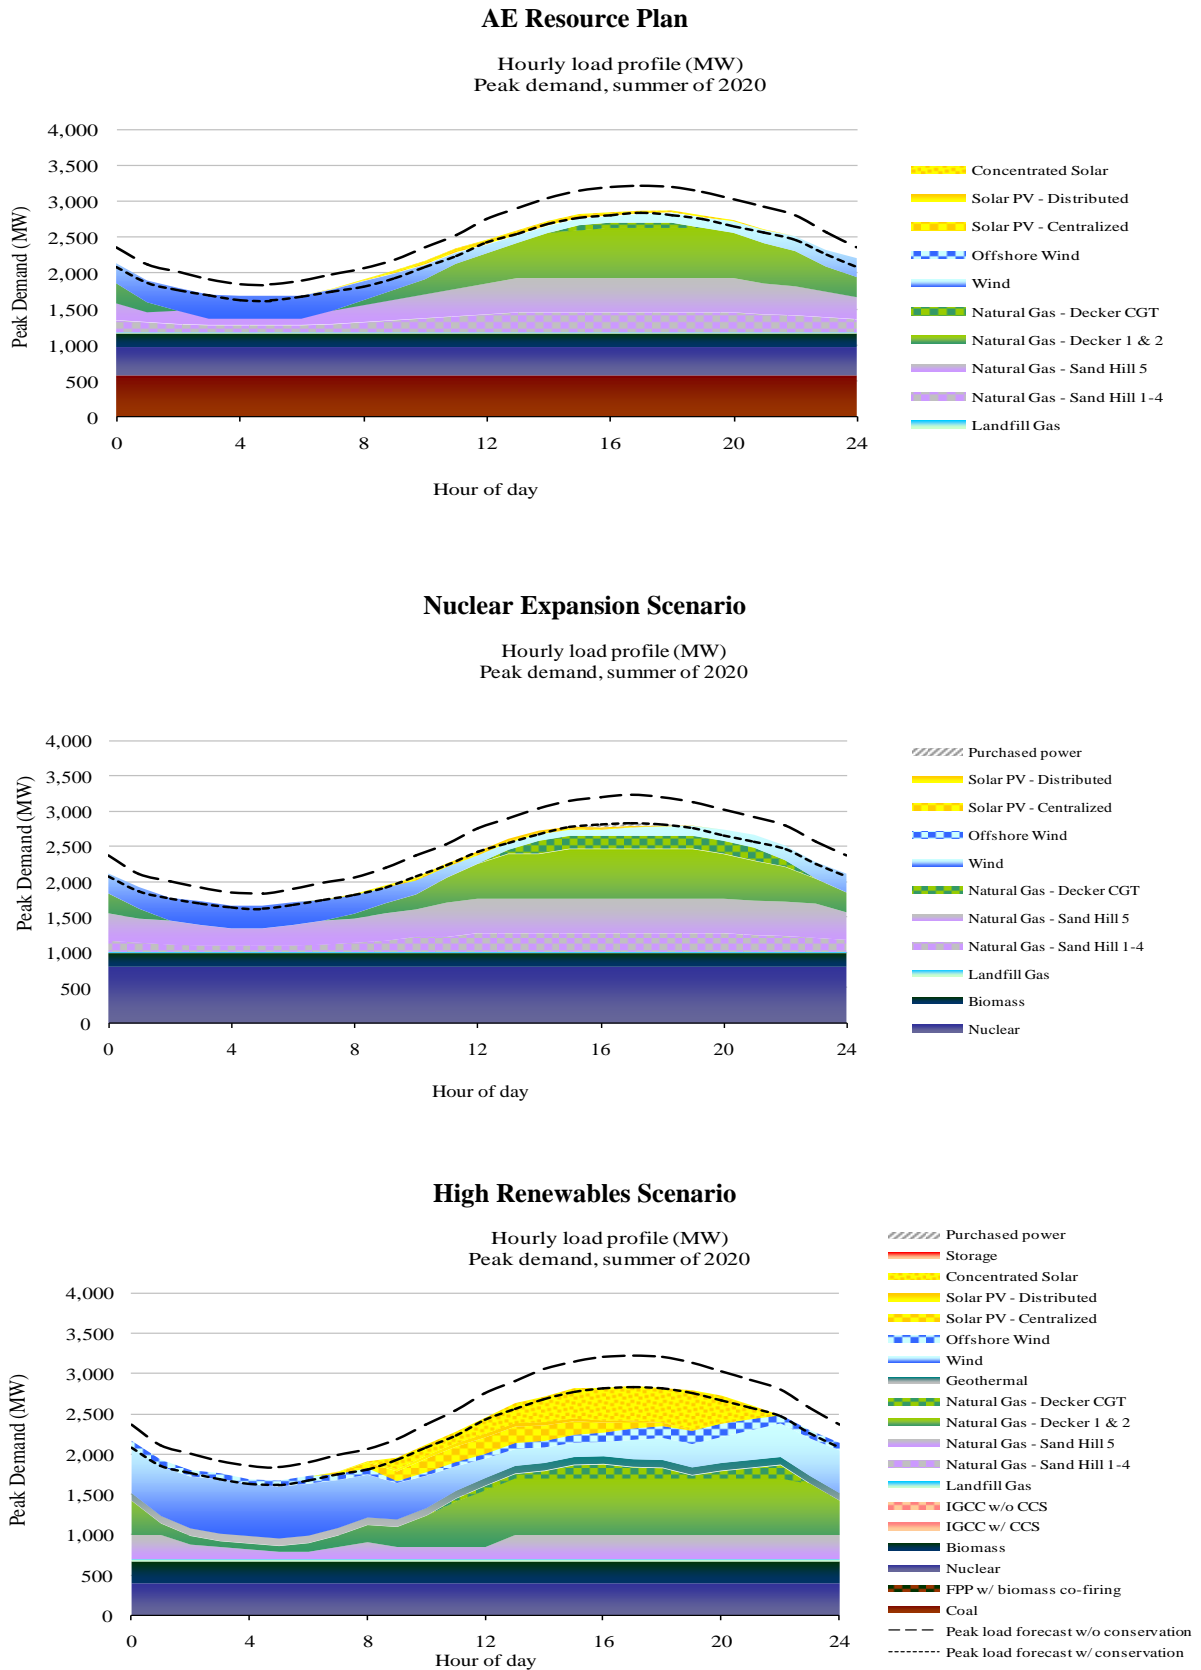 AE Resource Plan
Hourly load profile (MW)
Peak demand, summer of 2020
Peak Demand (MW)
4,000
3,500
3,000
2,500
2,000
1,500
1,000
500
0
0 4 8 12 16 20 24
Hour of day
Concentrated Solar
Solar PV - Distributed
Solar PV - Centralized
Offshore Wind
Wind
Natural Gas - Decker CGT
Natural Gas - Decker 1 & 2
Natural Gas - Sand Hill 5
Natural Gas - Sand Hill 1-4
Landfill Gas
Nuclear Expansion Scenario
Hourly load profile (MW)
Peak demand, summer of 2020
Peak Demand (MW)
4,000
3,500
3,000
2,500
2,000
1,500
1,000
500
0
0 4 8 12 16 20 24
Hour of day
Purchased power
Solar PV - Distributed
Solar PV - Centralized
Offshore Wind
Wind
Natural Gas - Decker CGT
Natural Gas - Sand Hill 5
Natural Gas - Sand Hill 1-4
Landfill Gas
Biomass
Nuclear
High Renewables Scenario
Hourly load profile (MW)
Peak demand, summer of 2020
Peak Demand (MW)
4,000
3,500
3,000
2,500
2,000
1,500
1,000
500
0
0 4 8 12 16 20 24
Hour of day
Purchased power
Storage
Concentrated Solar
Solar PV - Distributed
Solar PV - Centralized
Offshore Wind
Wind
Geothermal
Natural Gas - Decker CGT
Natural Gas - Decker 1 & 2
Natural Gas - Sand Hill 5
Natural Gas - Sand Hill 1-4
Landfill Gas
IGCC w/o CCS
IGCC w/ CCS
Biomass
Nuclear
FPP w/ biomass co-firing
Coal
Peak load forecast w/o conservation
Peak load forecast w/ conservation